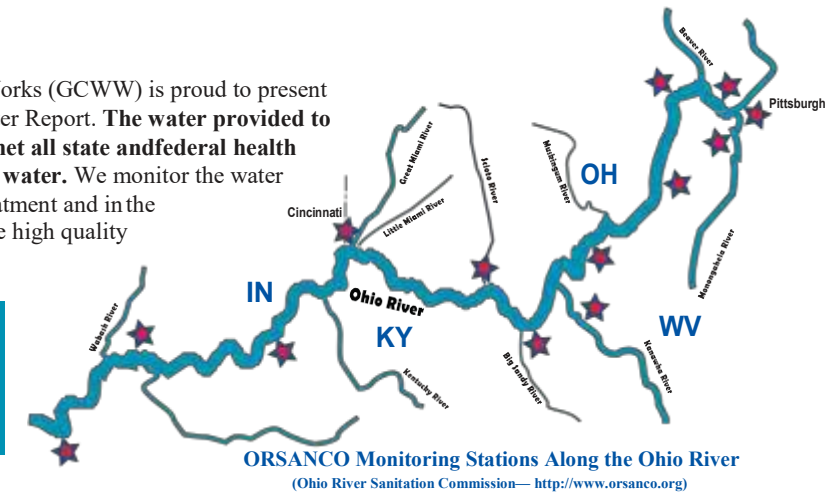 Works (GCWW) is proud to present
er Report. The water provided to
net all state andfederal health
water. We monitor the water
atment and in the
e high quality
Beaver River
Pittsburgh
Great Miami River
Scioto River
Muskingum River
OH
Cincinnati
Little Miami River
Monongahela River
IN
Ohio River
KY
WV
Wabash River
Kentucky River
Big Sandy River
Kanawha River
ORSANCO Monitoring Stations Along the Ohio River
(Ohio River Sanitation Commission— http://www.orsanco.org)